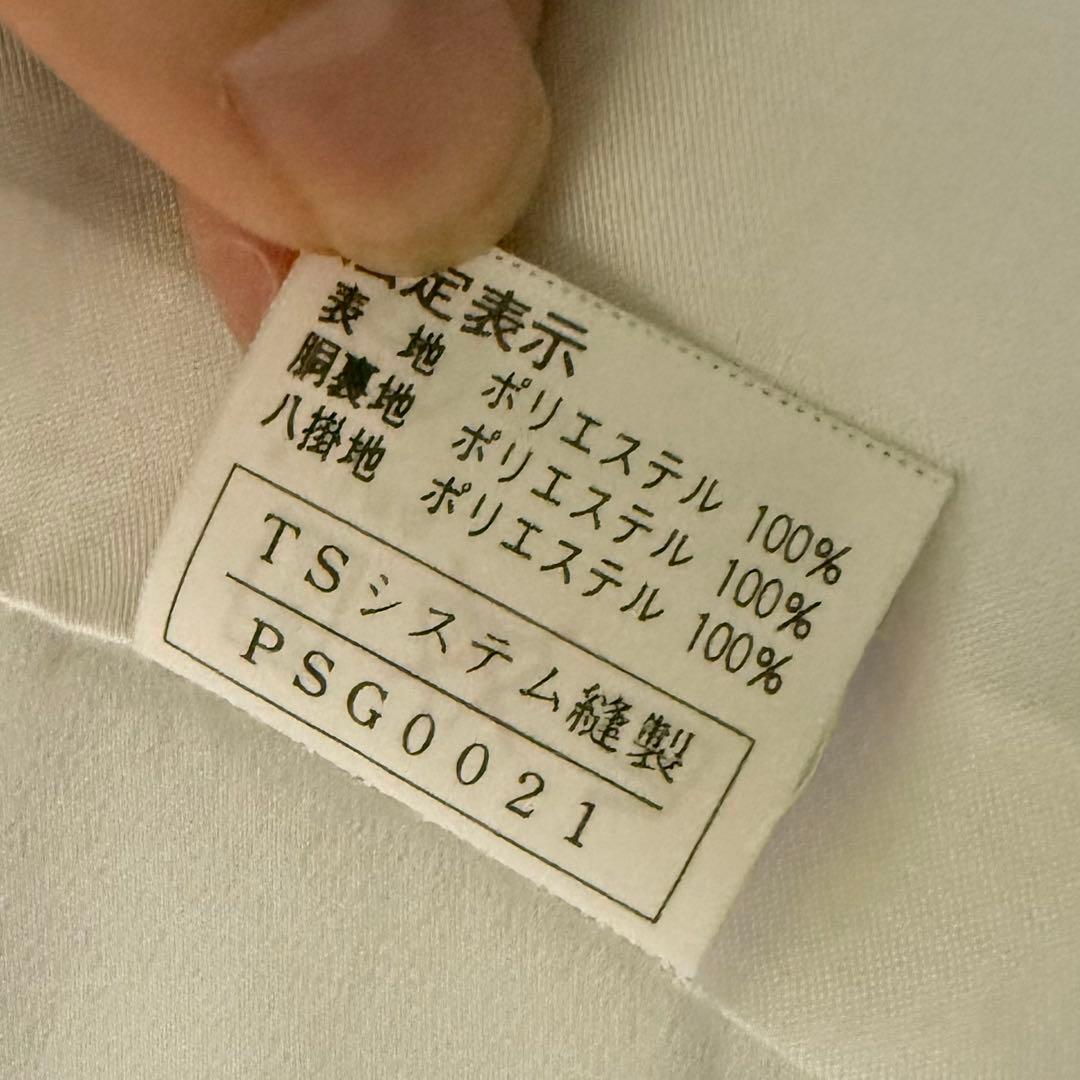 定表示
表 地 ポリエステル 100%
胴裏地 ポリエステル 100%
八掛地 ポリエステル 100%
TSシステム縫製
PSG0021